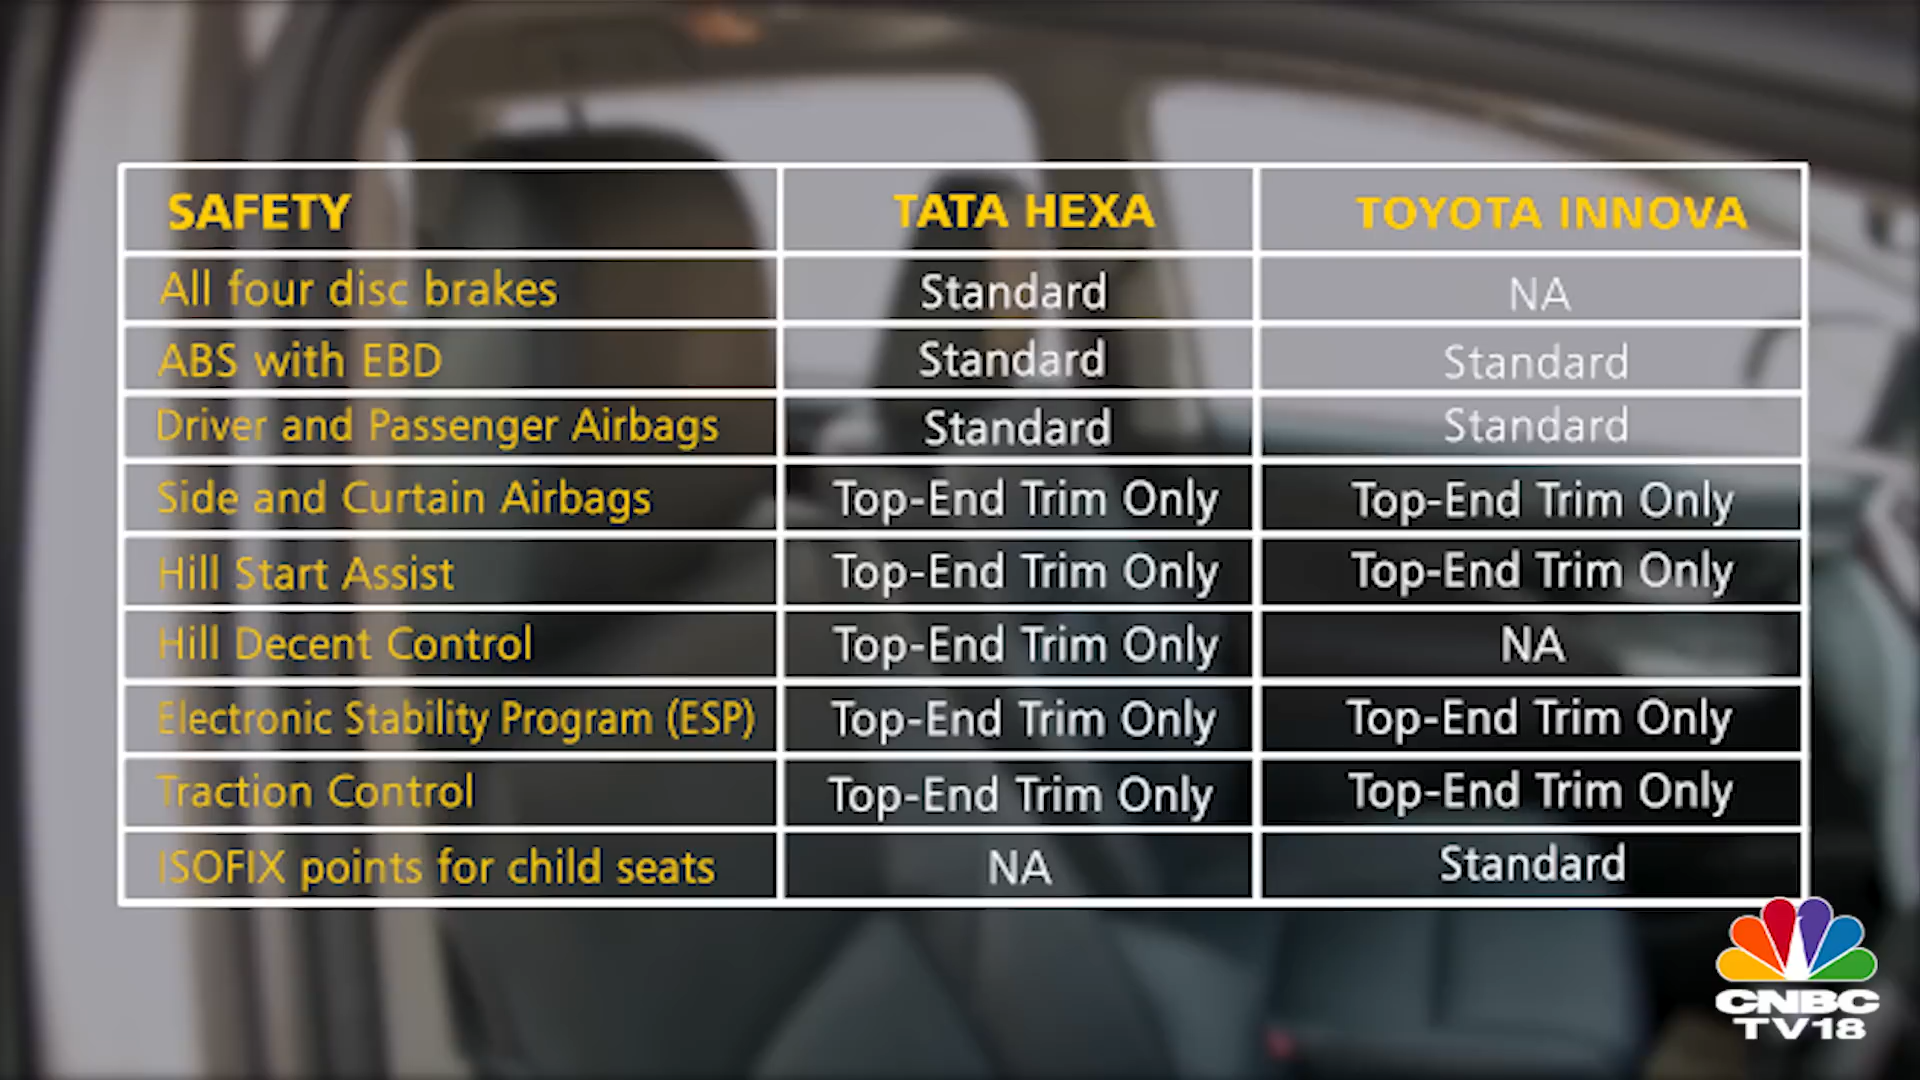 SAFETY TATA HEXA TOYOTA INNOVA
All four disc brakes Standard NA
ABS with EBD Standard Standard
Driver and Passenger Airbags Standard Standard
Side and Curtain Airbags Top-End Trim Only Top-End Trim Only
Hill Start Assist Top-End Trim Only Top-End Trim Only
Hill Decent Control Top-End Trim Only NA
Electronic Stability Program (ESP) Top-End Trim Only Top-End Trim Only
Traction Control Top-End Trim Only Top-End Trim Only
ISOFIX points for child seats NA Standard
CNBC
TV18